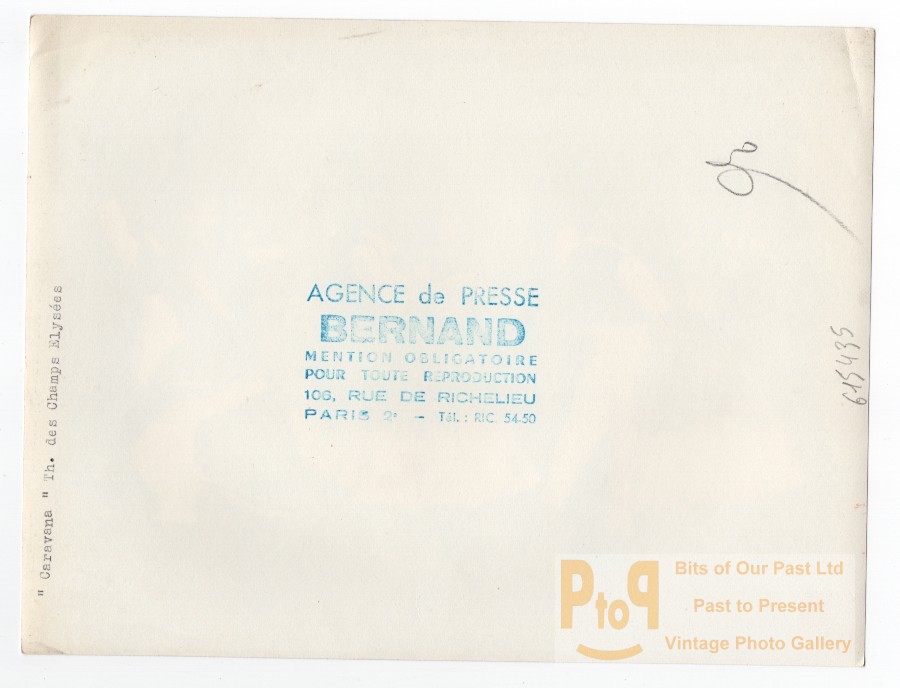 " Caravana " Th. des Champs Elysées
AGENCE de PRESSE
BERNAND
MENTION OBLIGATOIRE
POUR TOUTE REPRODUCTION
106, RUE DE RICHELIEU
PARIS 2e - Tél. : RIC. 54-50
615435
PtoP
Bits of Our Past Ltd
Past to Present
Vintage Photo Gallery